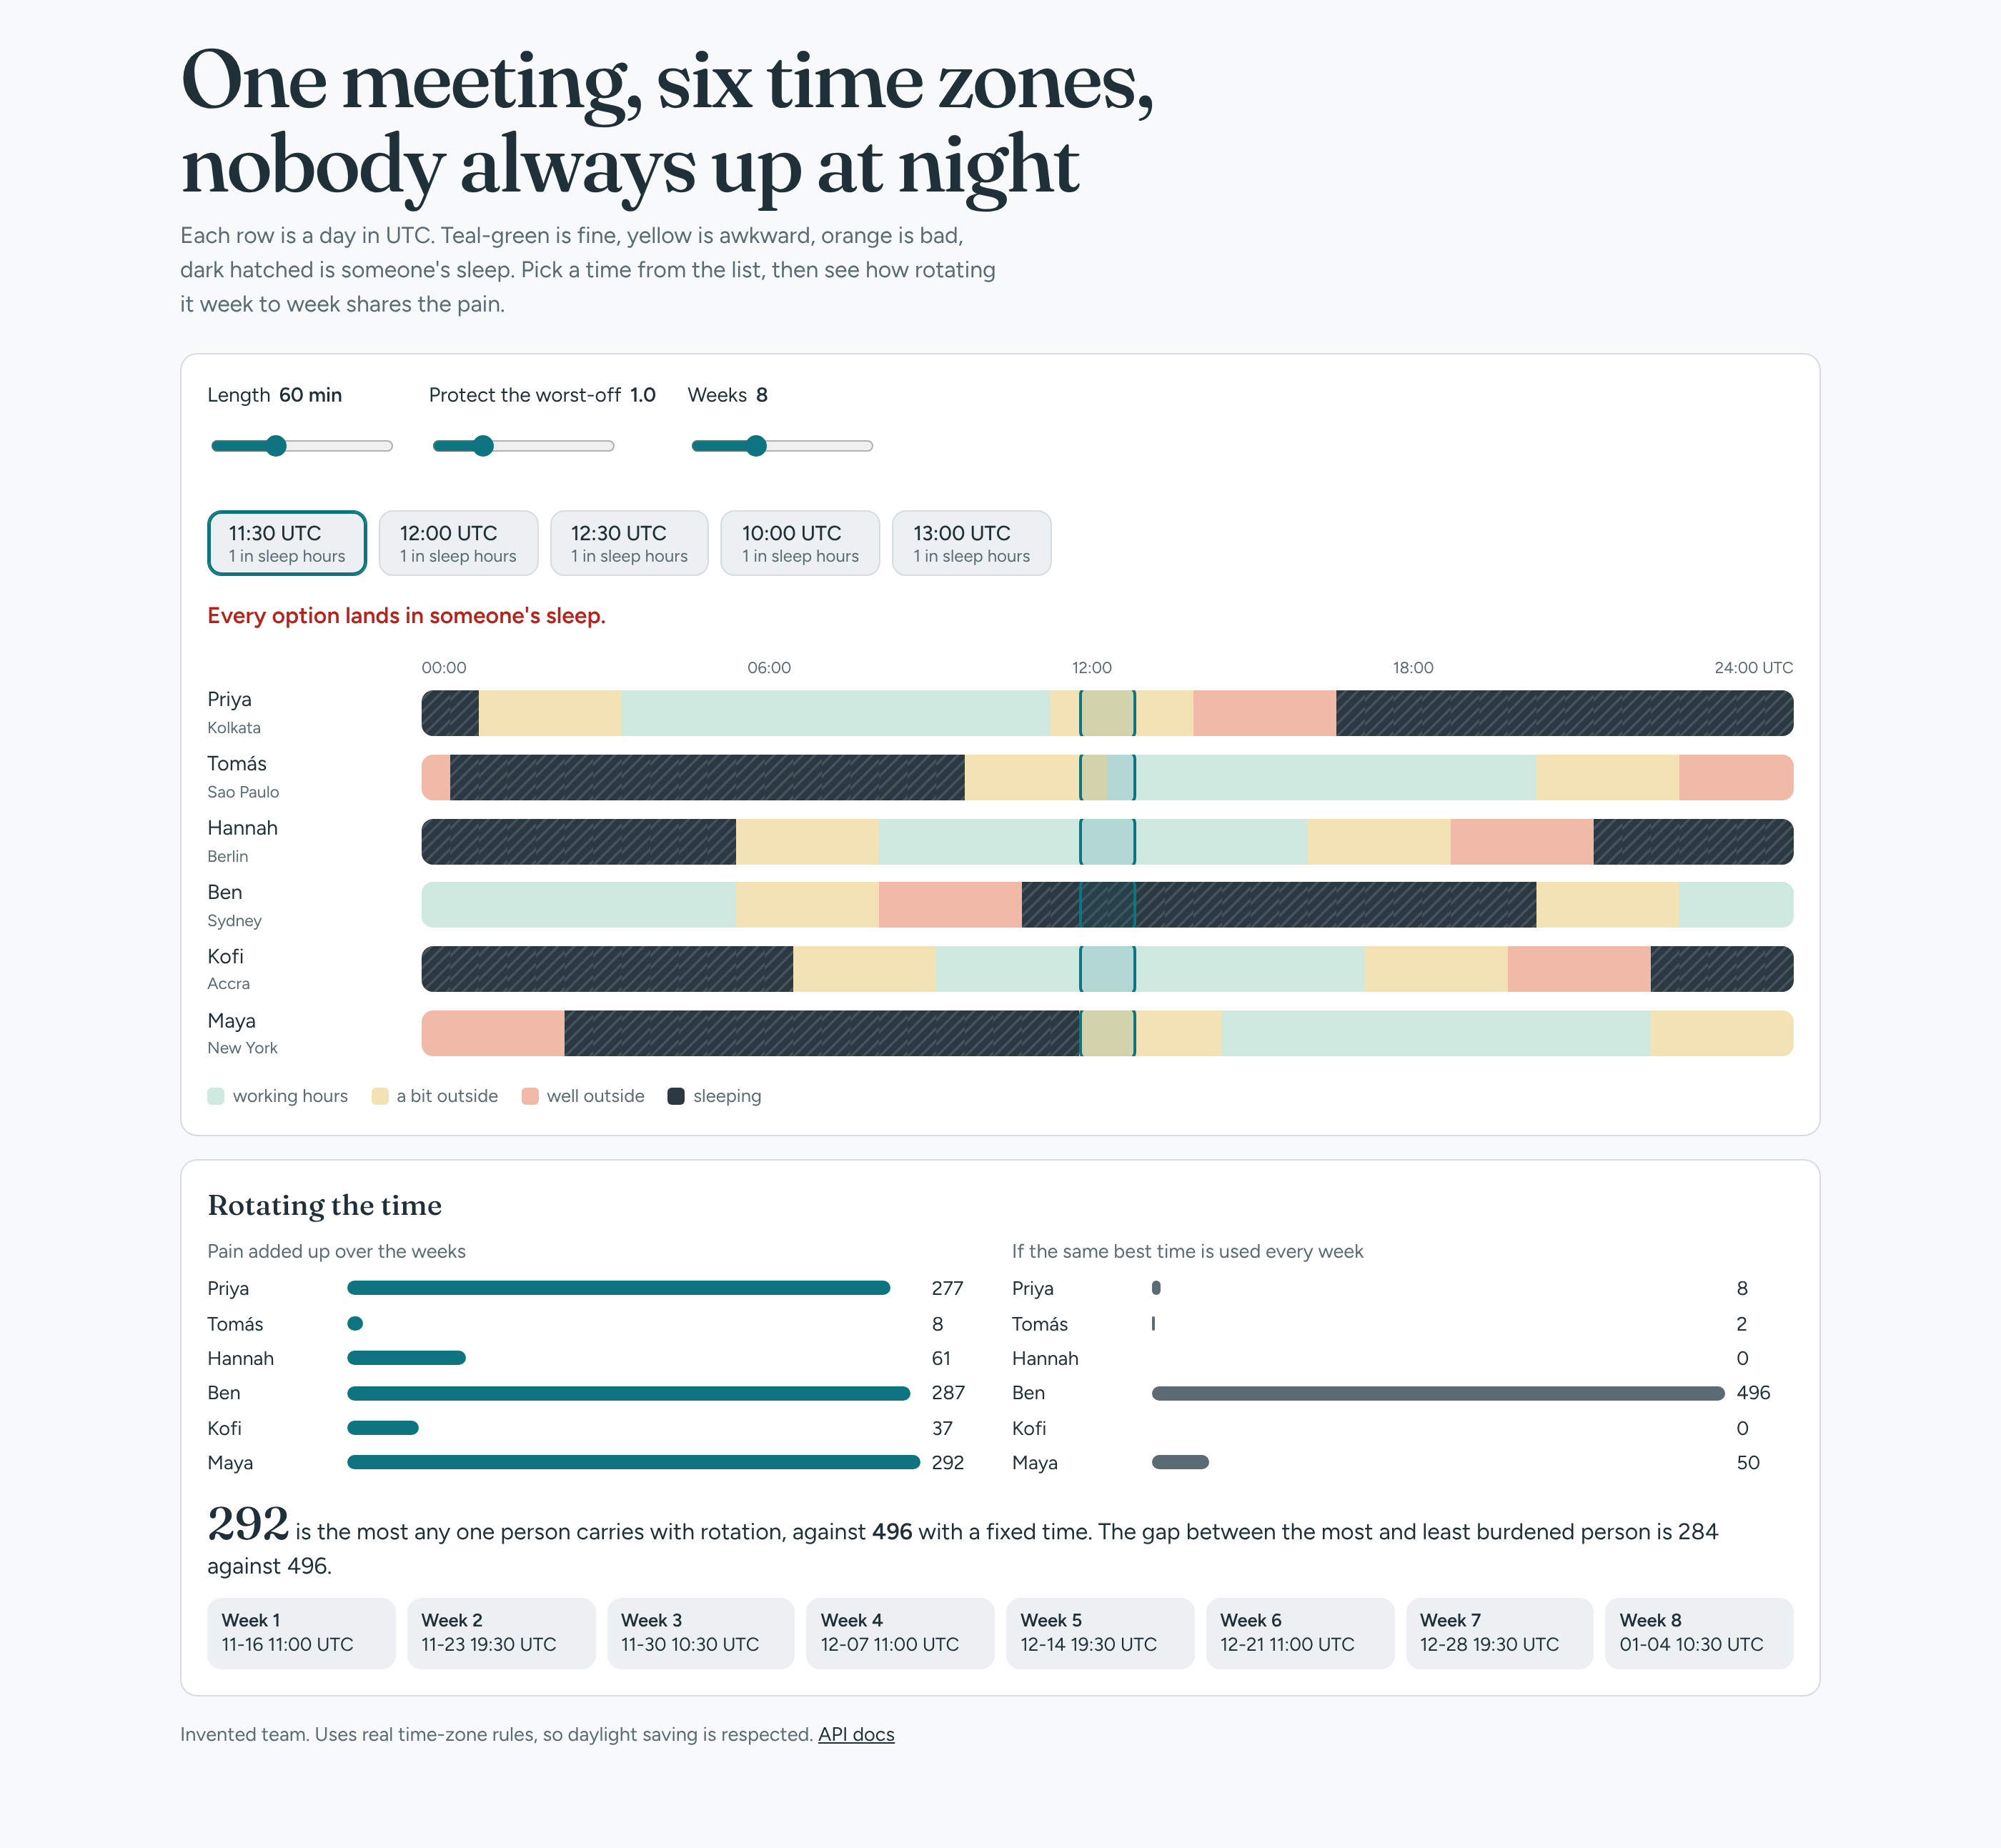 One meeting, six time zones,
nobody always up at night
Each row is a day in UTC. Teal-green is fine, yellow is awkward, orange is bad,
dark hatched is someone's sleep. Pick a time from the list, then see how rotating
it week to week shares the pain.
Length 60 min Protect the worst-off 1.0 Weeks 8
11:30 UTC 12:00 UTC 12:30 UTC 10:00 UTC 13:00 UTC
1 in sleep hours 1 in sleep hours 1 in sleep hours 1 in sleep hours 1 in sleep hours
Every option lands in someone's sleep.
00:00 06:00 12:00 18:00 24:00 UTC
Priya
Kolkata
Tomás
Sao Paulo
Hannah
Berlin
Ben
Sydney
Kofi
Accra
Maya
New York
working hours a bit outside well outside sleeping
Rotating the time
Pain added up over the weeks
Priya 277
Tomás 8
Hannah 61
Ben 287
Kofi 37
Maya 292
If the same best time is used every week
Priya 8
Tomás 2
Hannah 0
Ben 496
Kofi 0
Maya 50
292 is the most any one person carries with rotation, against 496 with a fixed time. The gap between the most and least burdened person is 284
against 496.
Week 1 Week 2 Week 3 Week 4 Week 5 Week 6 Week 7 Week 8
11-16 11:00 UTC 11-23 19:30 UTC 11-30 10:30 UTC 12-07 11:00 UTC 12-14 19:30 UTC 12-21 11:00 UTC 12-28 19:30 UTC 01-04 10:30 UTC
Invented team. Uses real time-zone rules, so daylight saving is respected. API docs